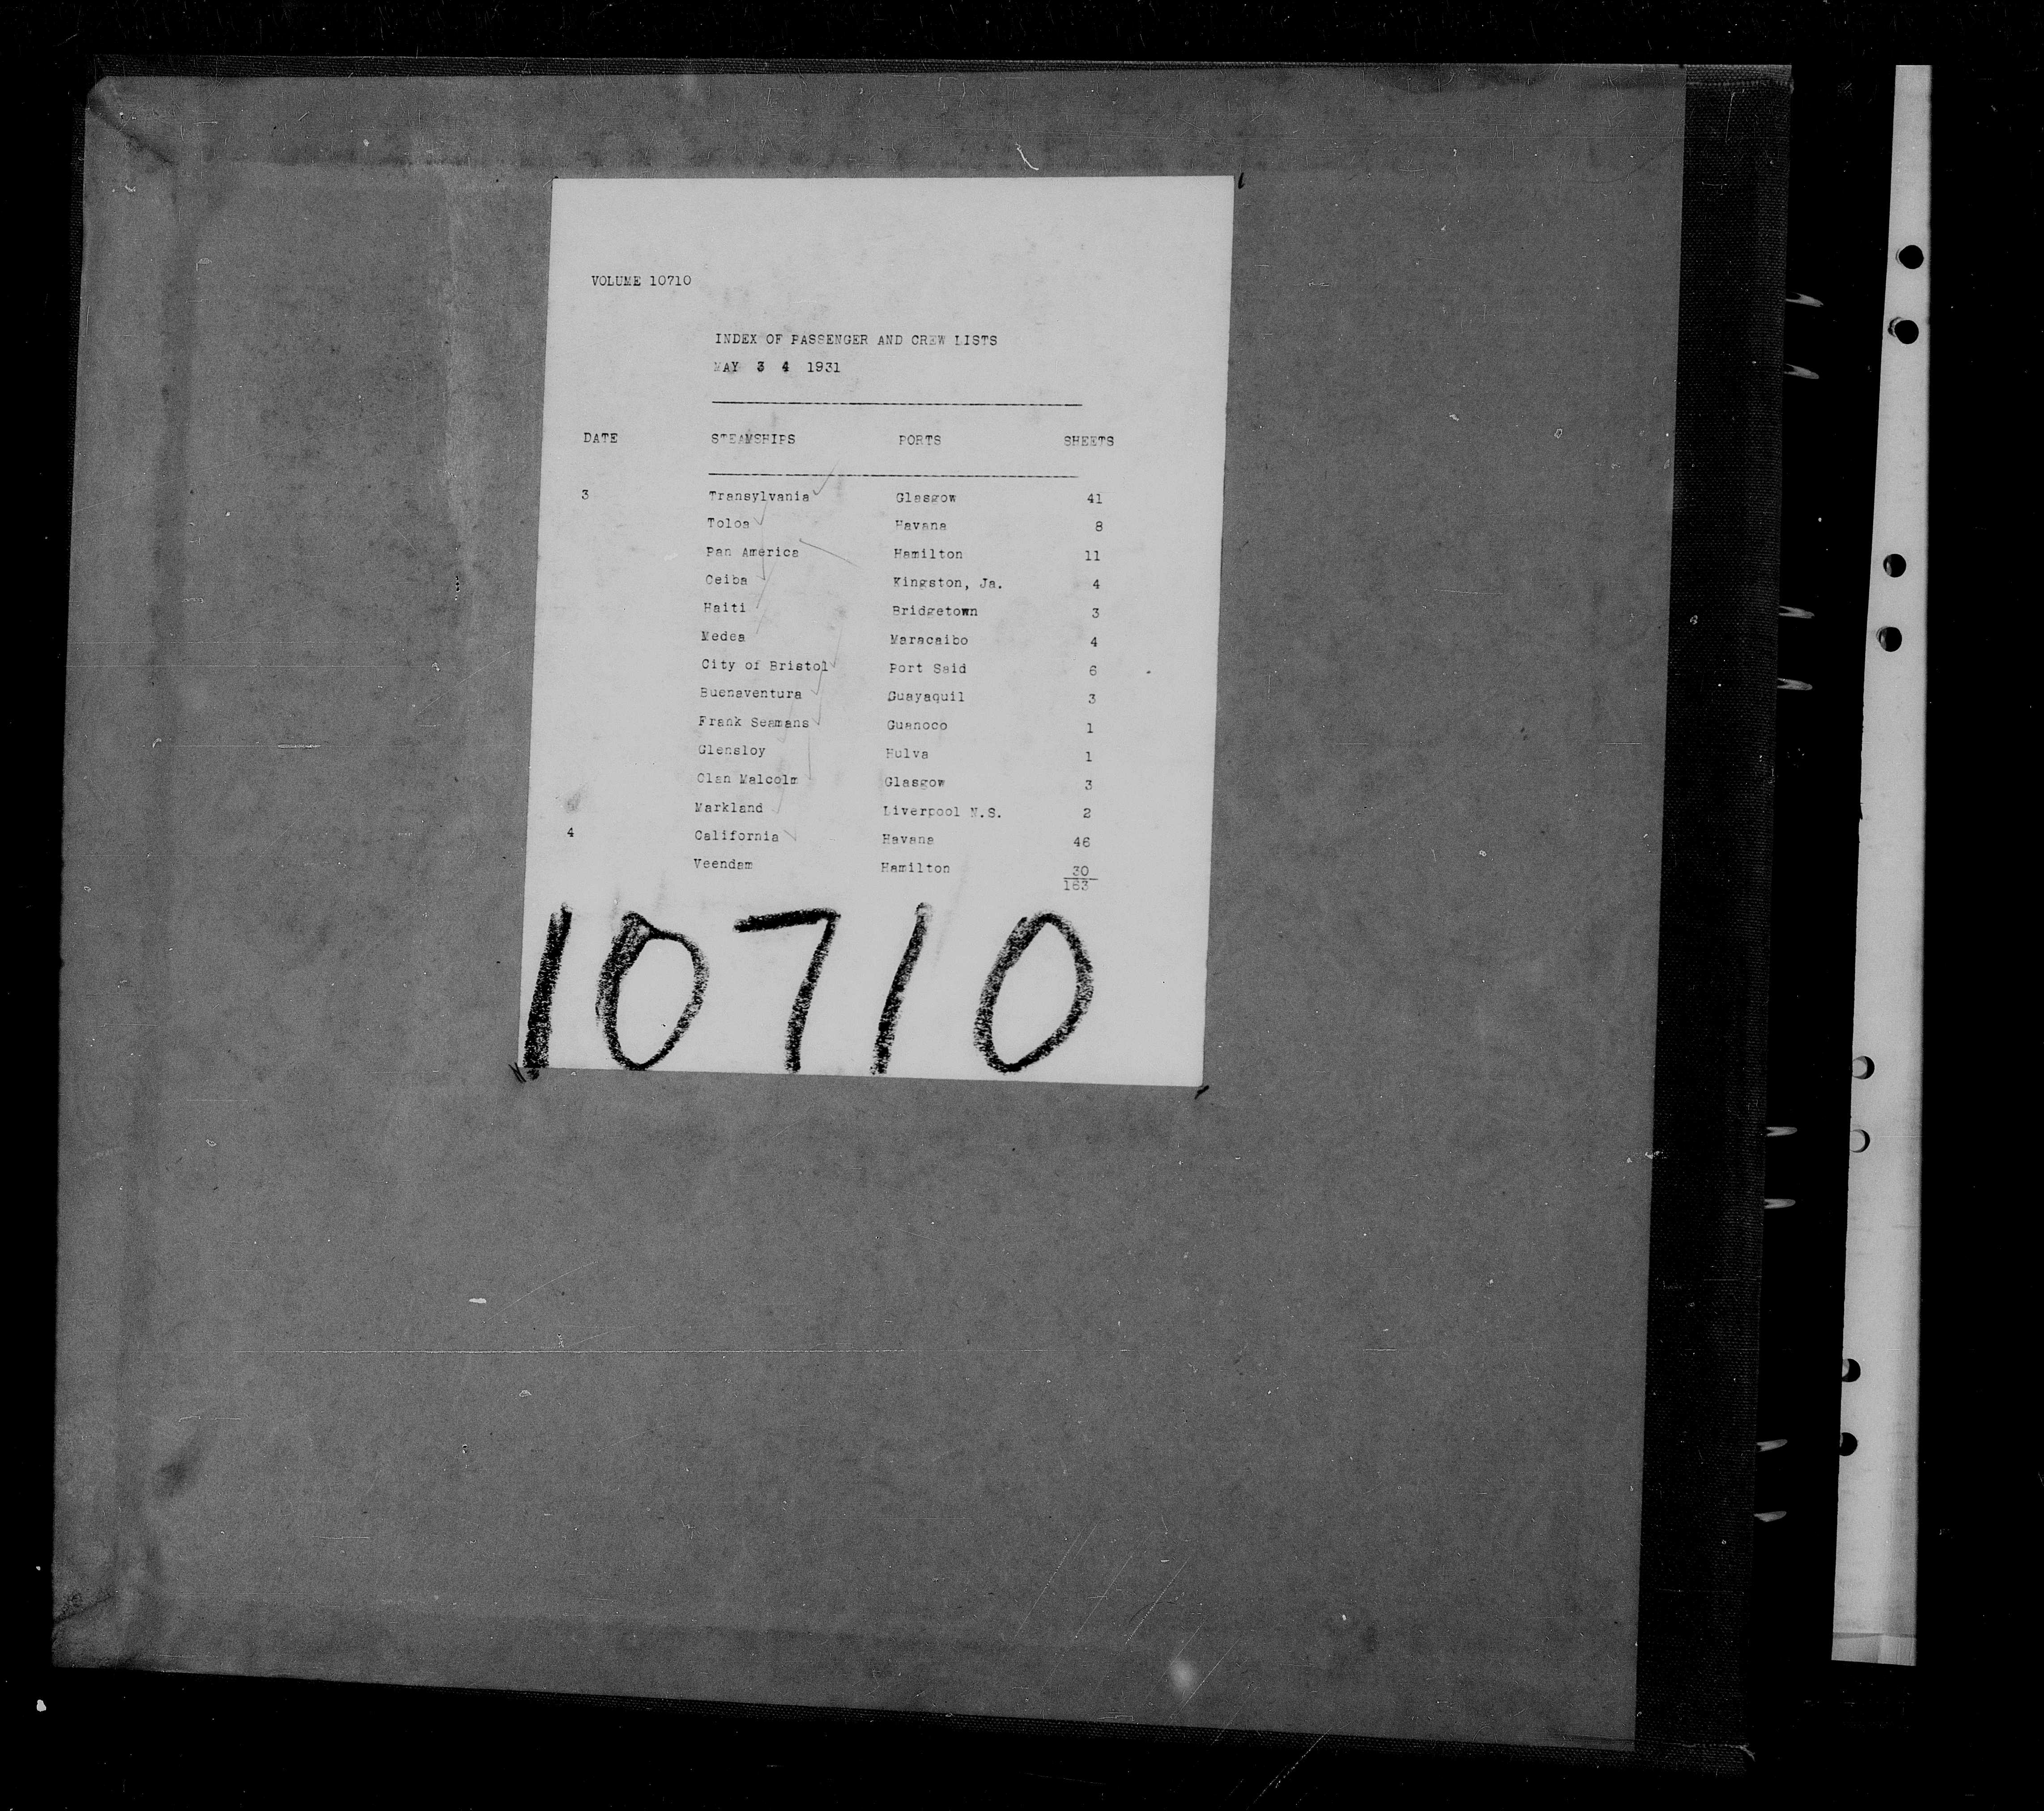 VOLUME 10710
INDEX OF PASSENGER AND CREW LISTS
MAY 3 4 1931
DATE STEAMSHIPS PORTS SHEETS
3 Transylvania Glasgow 41
Toloa Havana 8
Pan America Hamilton 11
Ceiba Kingston, Ja. 4
Haiti Bridgetown 3
Medea Maracaibo 4
City of Bristol Port Said 6
Buenaventura Guayaquil 3
Frank Seamans Guanoco 1
Glensloy Hulva 1
Clan Malcolm Glasgow 3
Markland Liverpool N.S. 2
4 California Havana 46
Veendam Hamilton 30
163
10710